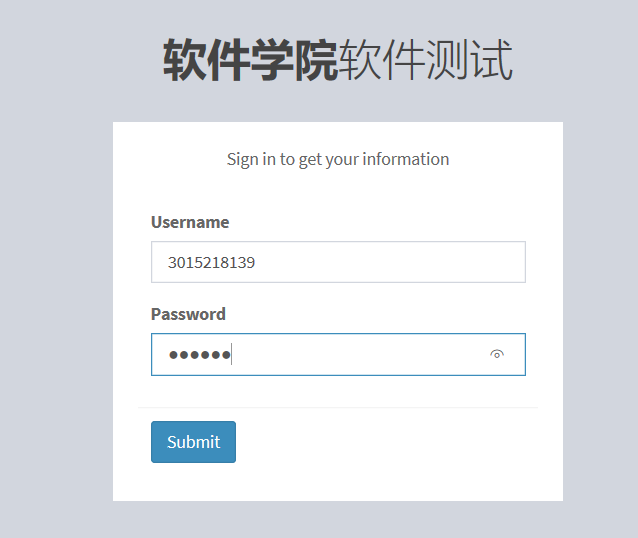 软件学院软件测试
Sign in to get your information
Username
3015218139
Password
●●●●●●
Submit